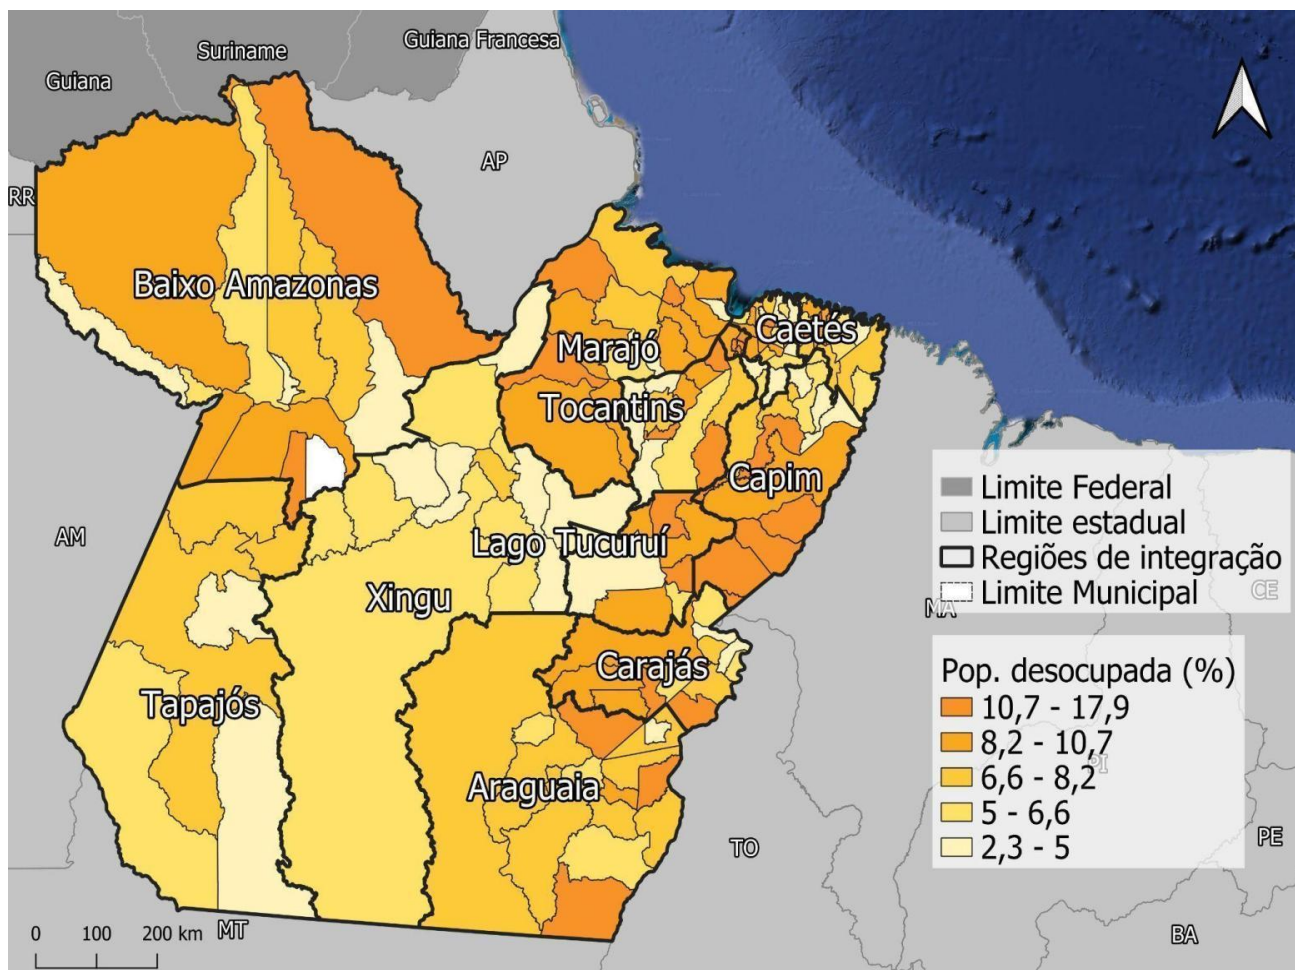 Suriname
Guiana Francesa
Guiana
AP
RR
Baixo Amazonas
Marajó
Caetés
Tocantins
Capim
AM
Lago Tucuruí
Xingu
Carajás
Tapajós
Araguaia
TO
MT
MA
CE
PI
PE
BA
Limite Federal
Limite estadual
Regiões de integração
Limite Municipal
Pop. desocupada (%)
10,7 - 17,9
8,2 - 10,7
6,6 - 8,2
5 - 6,6
2,3 - 5
0 100 200 km